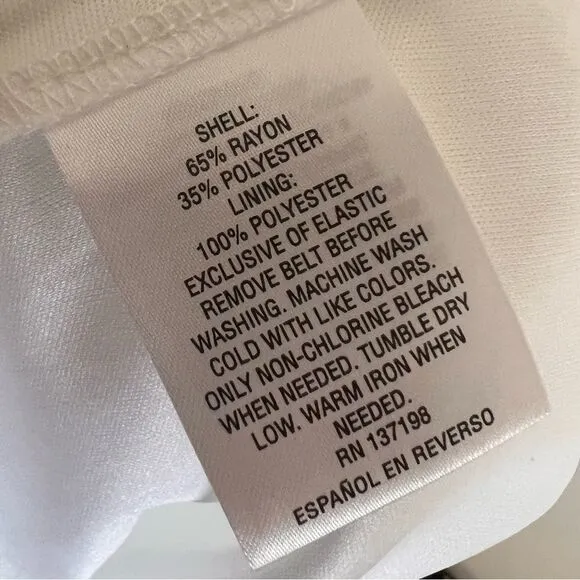 SHELL:
65% RAYON
35% POLYESTER
LINING:
100% POLYESTER
EXCLUSIVE OF ELASTIC
REMOVE BELT BEFORE
WASHING. MACHINE WASH
COLD WITH LIKE COLORS.
ONLY NON-CHLORINE BLEACH
WHEN NEEDED. TUMBLE DRY
LOW. WARM IRON WHEN
NEEDED.
RN 137198
ESPAÑOL EN REVERSO